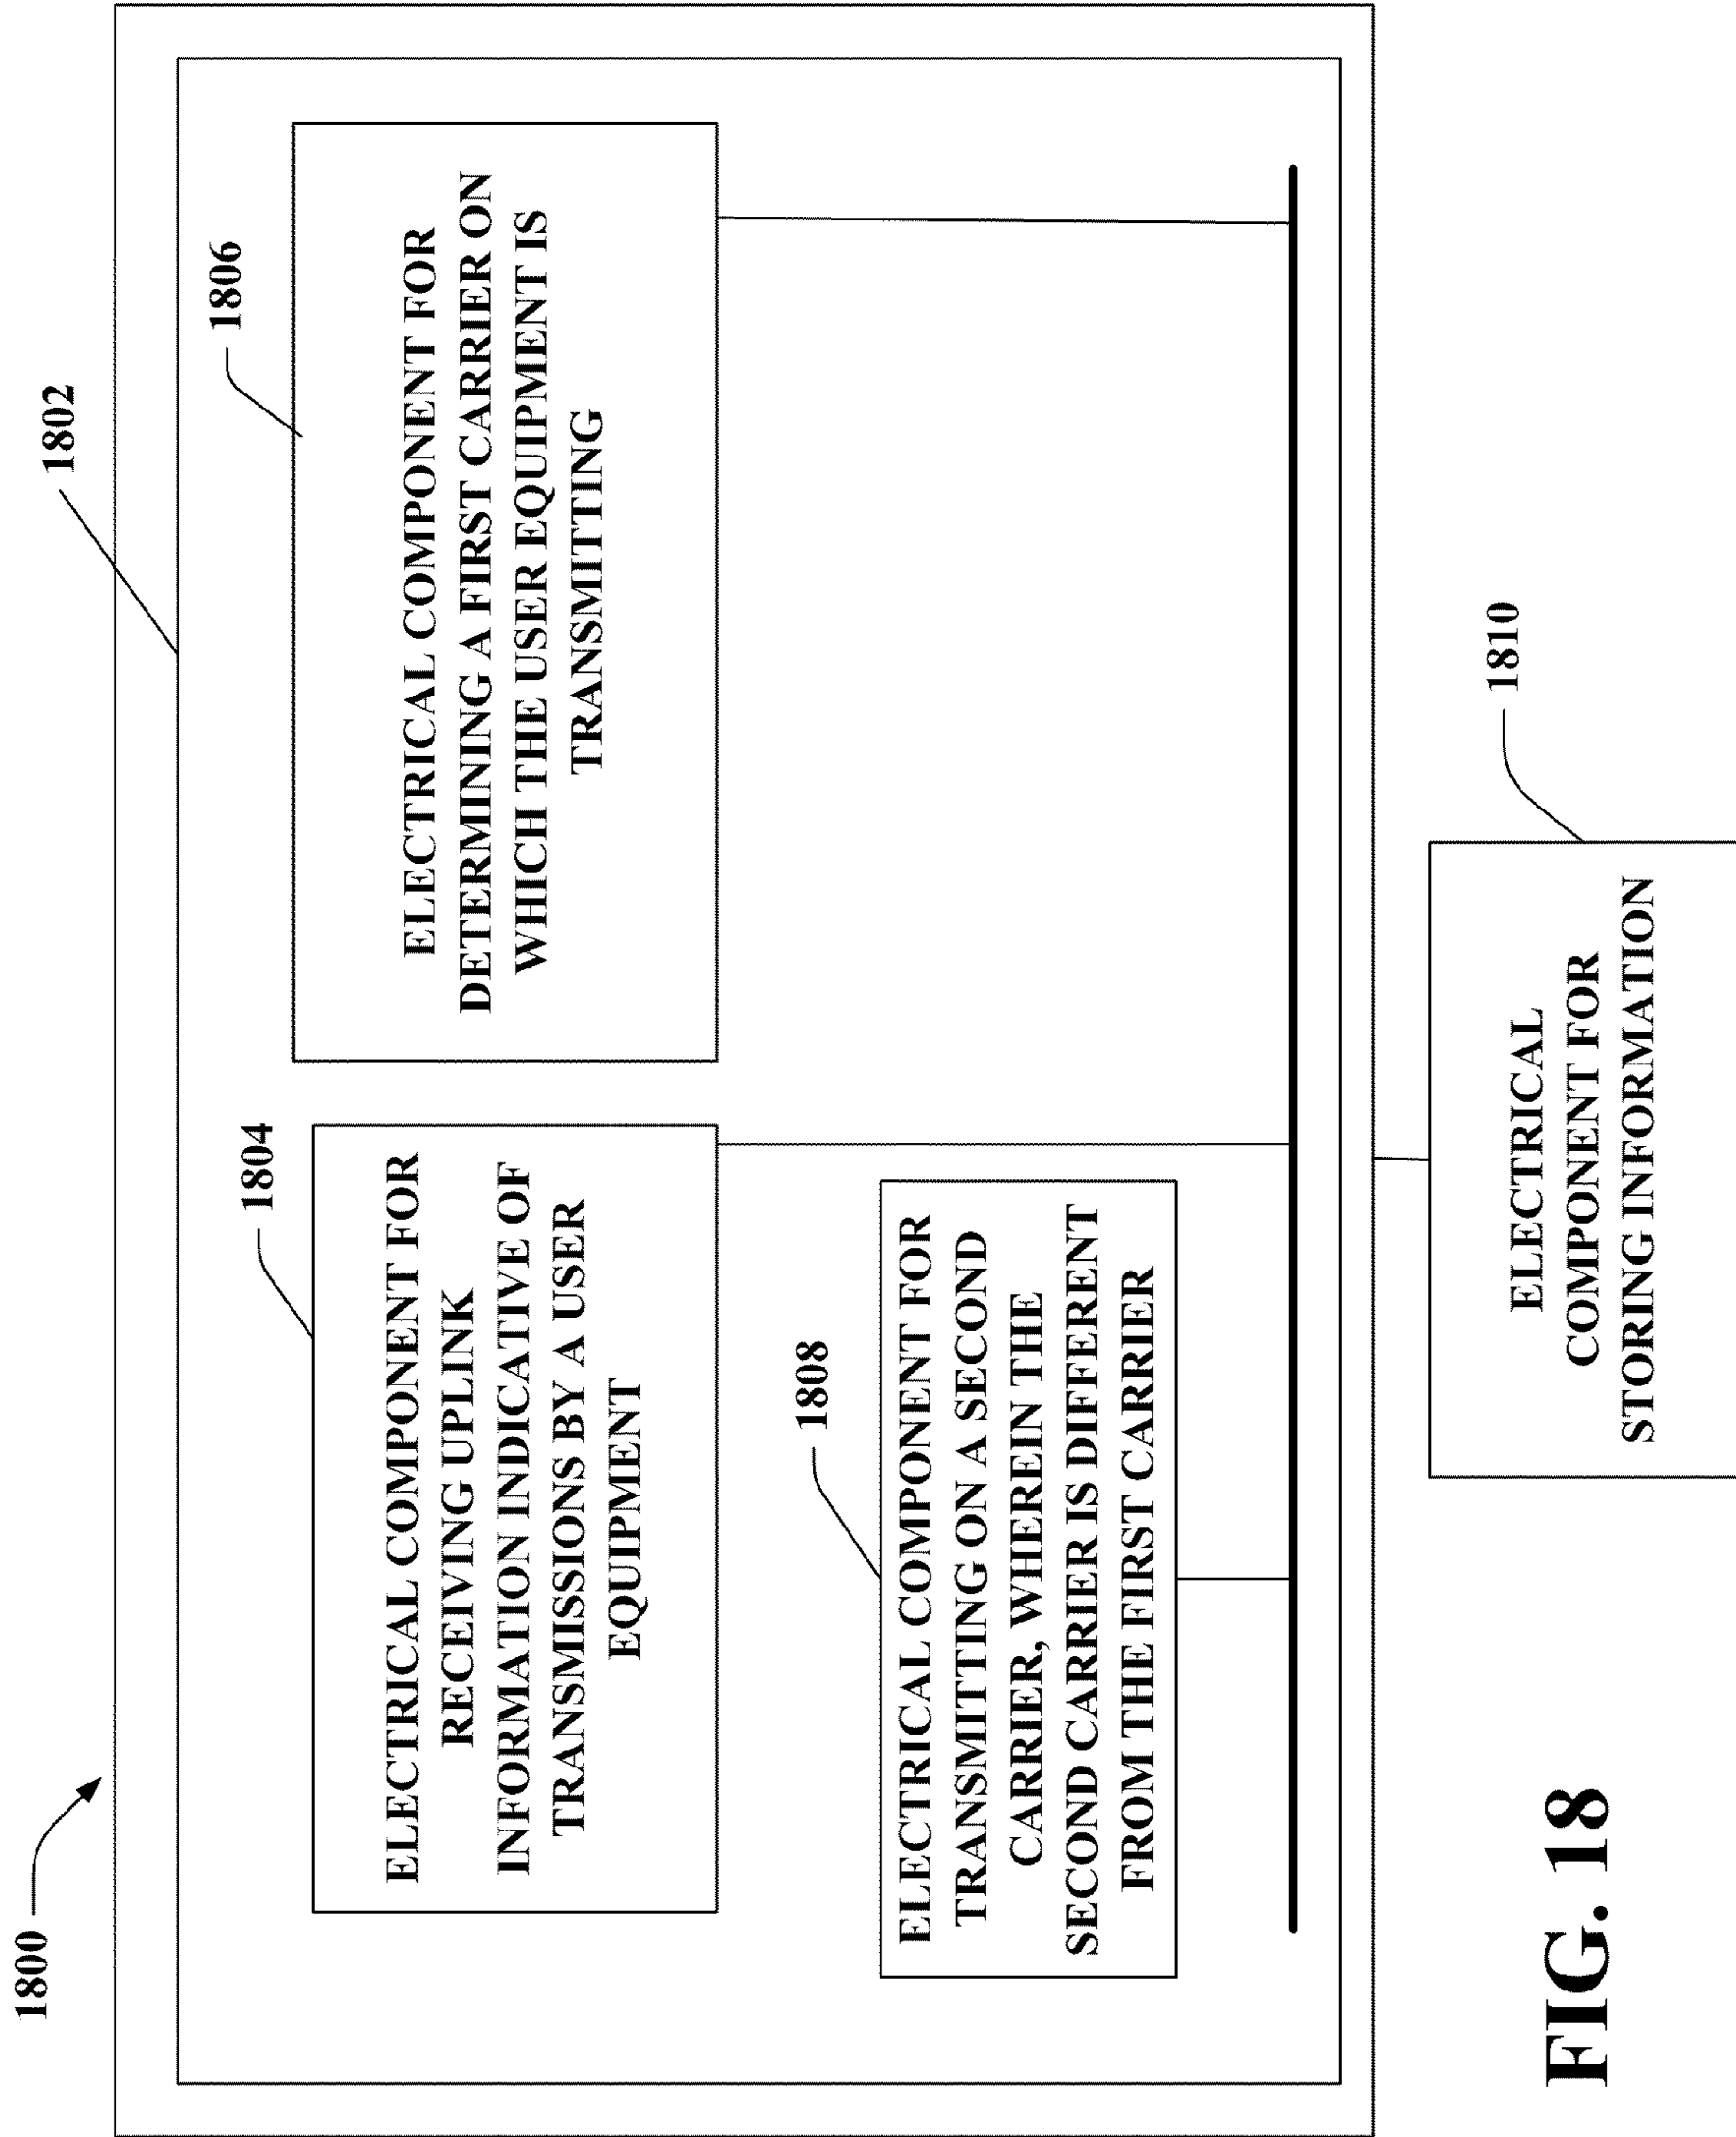 1800
1802
1804
ELECTRICAL COMPONENT FOR
RECEIVING UPLINK
INFORMATION INDICATIVE OF
TRANSMISSIONS BY A USER
EQUIPMENT
1806
ELECTRICAL COMPONENT FOR
DETERMINING A FIRST CARRIER ON
WHICH THE USER EQUIPMENT IS
TRANSMITTING
1808
ELECTRICAL COMPONENT FOR
TRANSMITTING ON A SECOND
CARRIER, WHEREIN THE
SECOND CARRIER IS DIFFERENT
FROM THE FIRST CARRIER
1810
ELECTRICAL
COMPONENT FOR
STORING INFORMATION
FIG. 18